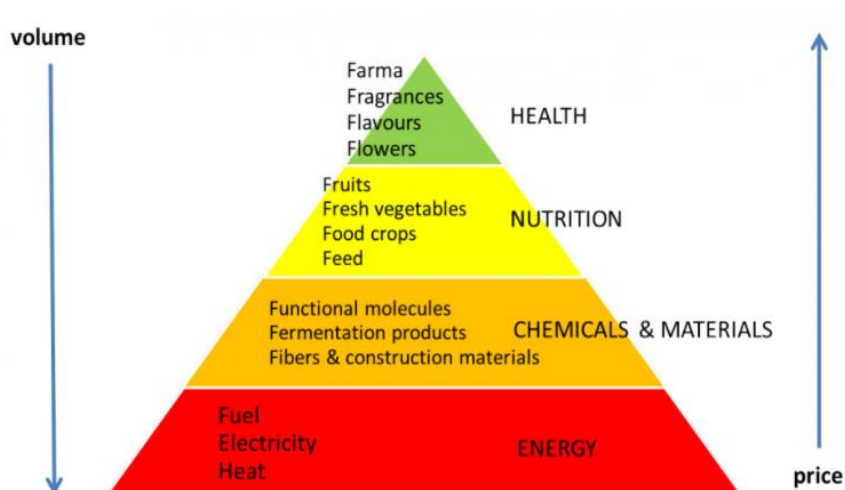 volume
Farma
Fragrances
Flavours
Flowers
HEALTH
Fruits
Fresh vegetables
Food crops
Feed
NUTRITION
Functional molecules
Fermentation products
Fibers & construction materials
CHEMICALS & MATERIALS
Fuel
Electricity
Heat
ENERGY
price